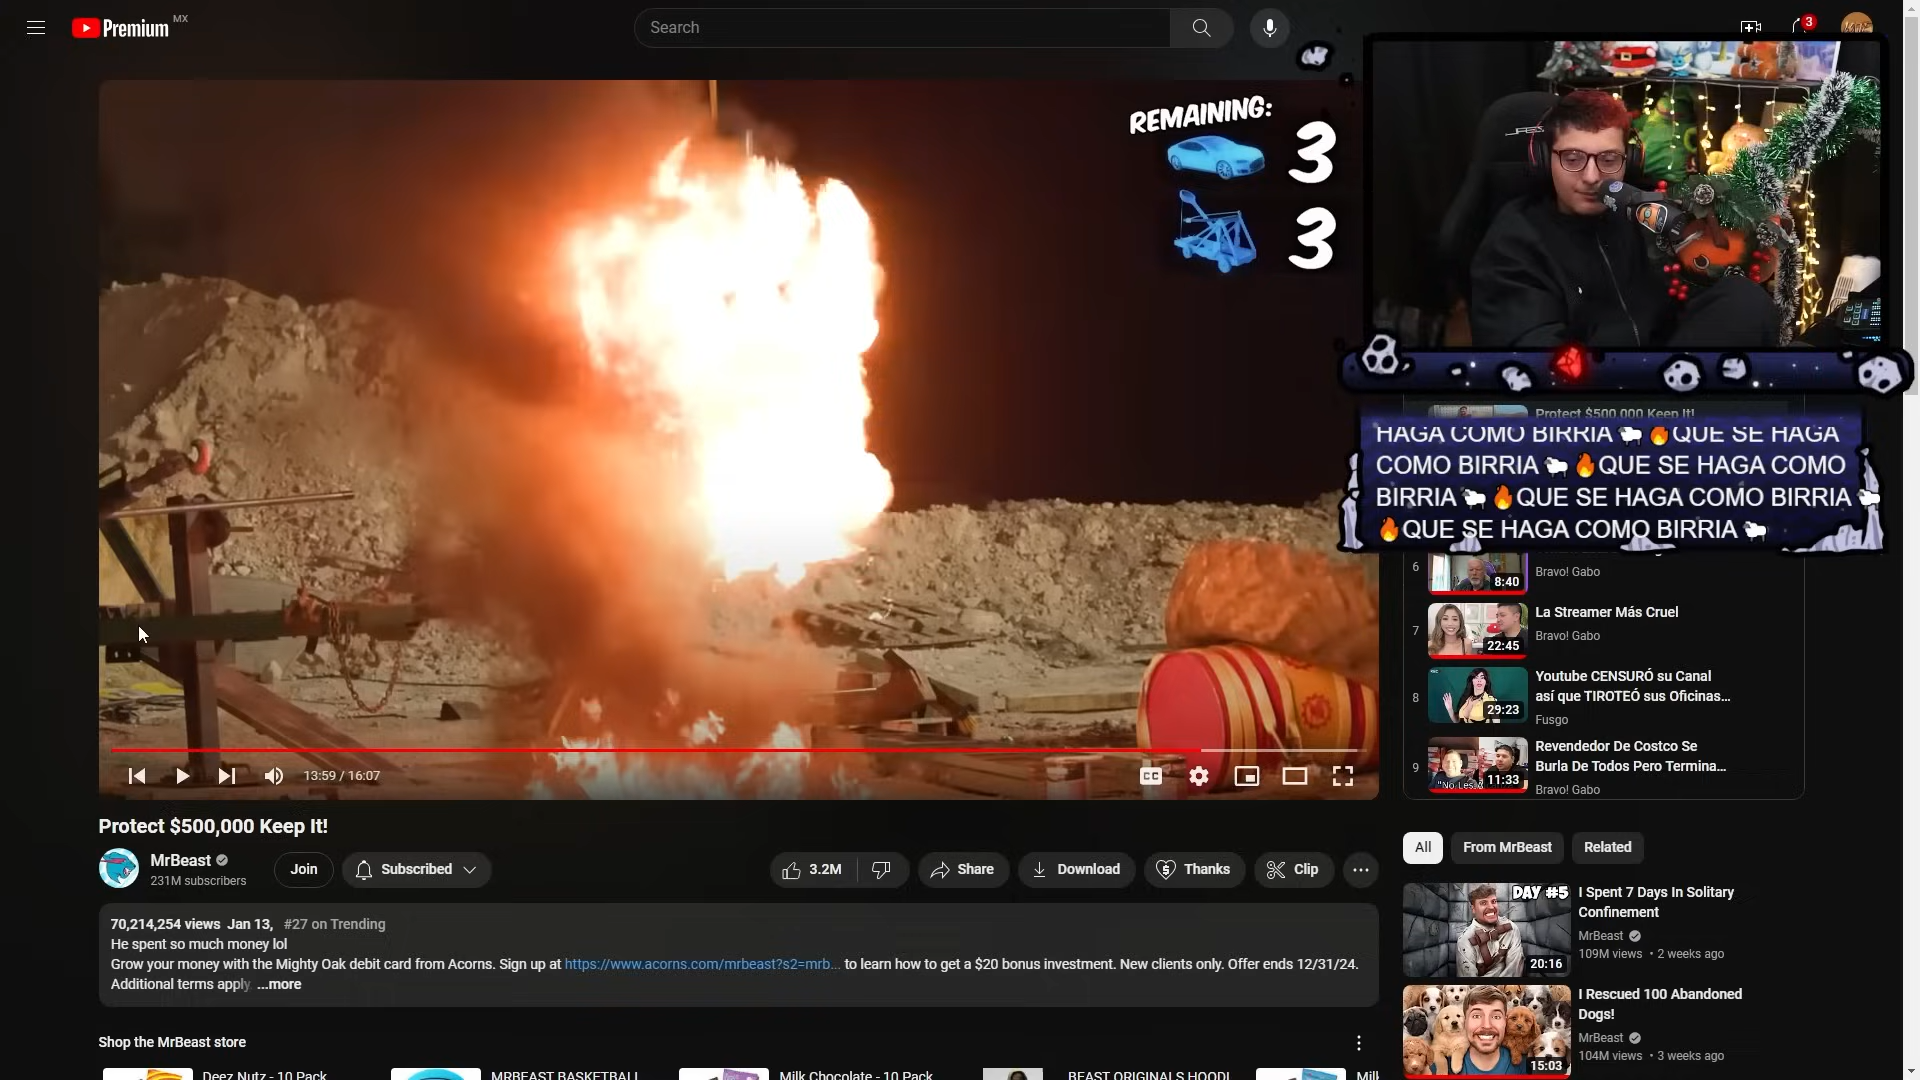 Premium MX
Search
3
REMAINING:
3
3
13:59 / 16:07
CC
Protect $500,000 Keep It!
HAGA COMO BIRRIA 🐑 🔥QUE SE HAGA
COMO BIRRIA 🐑 🔥QUE SE HAGA COMO
BIRRIA 🐑 🔥QUE SE HAGA COMO BIRRIA 🐑
🔥QUE SE HAGA COMO BIRRIA 🐑
6
8:40
Bravo! Gabo
7
22:45
La Streamer Más Cruel
Bravo! Gabo
8
29:23
Youtube CENSURÓ su Canal
así que TIROTEÓ sus Oficinas...
Fusgo
9
11:33
Revendedor De Costco Se
Burla De Todos Pero Termina...
Bravo! Gabo
Protect $500,000 Keep It!
MrBeast
231M subscribers
Join
Subscribed
3.2M
Share
Download
Thanks
Clip
70,214,254 views Jan 13, #27 on Trending
He spent so much money lol
Grow your money with the Mighty Oak debit card from Acorns. Sign up at https://www.acorns.com/mrbeast?s2=mrb... to learn how to get a $20 bonus investment. New clients only. Offer ends 12/31/24.
Additional terms apply. ...more
Shop the MrBeast store
Deez Nutz - 10 Pack
MRBEAST BASKETBALL
Milk Chocolate - 10 Pack
BEAST ORIGINALS HOODI
Milk
All
From MrBeast
Related
DAY #5
20:16
I Spent 7 Days In Solitary
Confinement
MrBeast
109M views • 2 weeks ago
15:03
I Rescued 100 Abandoned
Dogs!
MrBeast
104M views • 3 weeks ago